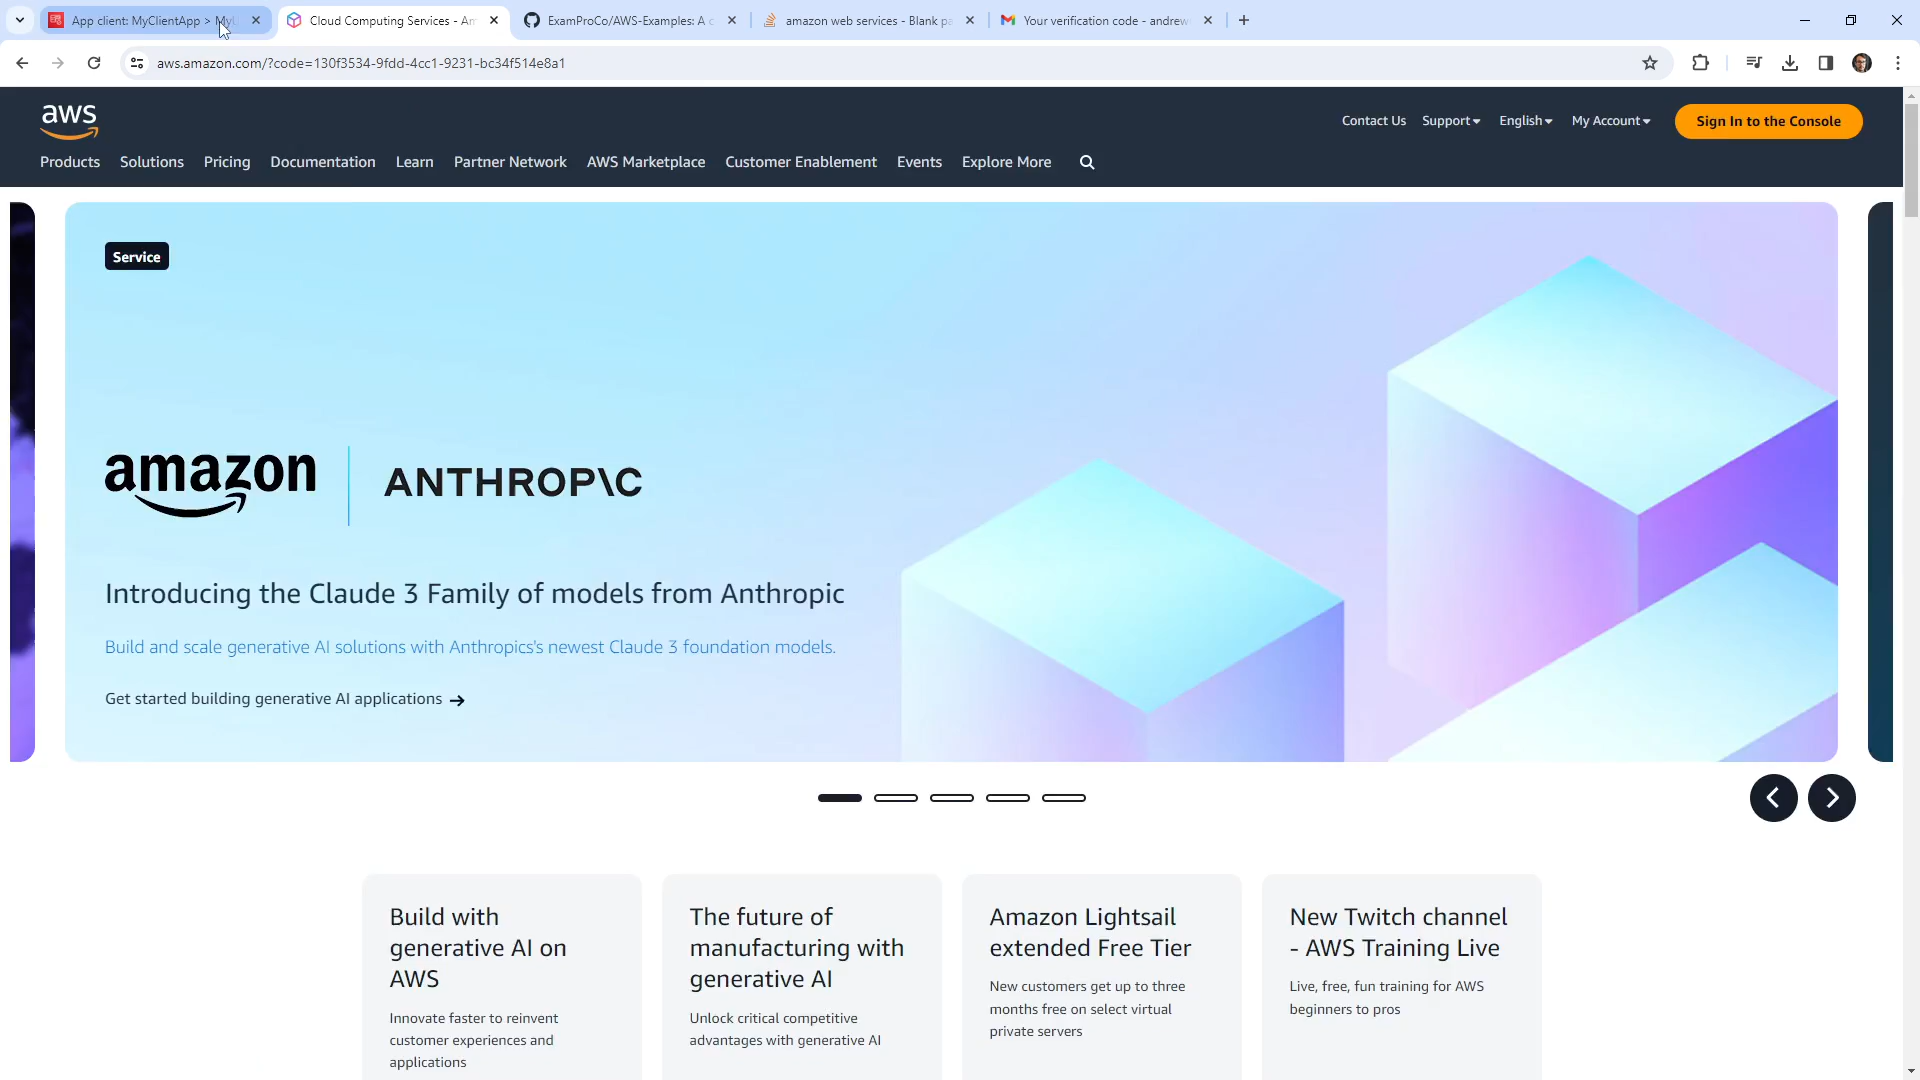 App client: MyClientApp > MyU
Cloud Computing Services - Am
ExamProCo/AWS-Examples: A c
amazon web services - Blank pa
Your verification code - andrew
aws.amazon.com/?code=130f3534-9fdd-4cc1-9231-bc34f514e8a1
aws
Contact Us
Support
English
My Account
Sign In to the Console
Products
Solutions
Pricing
Documentation
Learn
Partner Network
AWS Marketplace
Customer Enablement
Events
Explore More
Service
amazon
ANTHROP\C
Introducing the Claude 3 Family of models from Anthropic
Build and scale generative AI solutions with Anthropics's newest Claude 3 foundation models.
Get started building generative AI applications
Build with
generative AI on
AWS
Innovate faster to reinvent
customer experiences and
applications
The future of
manufacturing with
generative AI
Unlock critical competitive
advantages with generative AI
Amazon Lightsail
extended Free Tier
New customers get up to three
months free on select virtual
private servers
New Twitch channel
- AWS Training Live
Live, free, fun training for AWS
beginners to pros